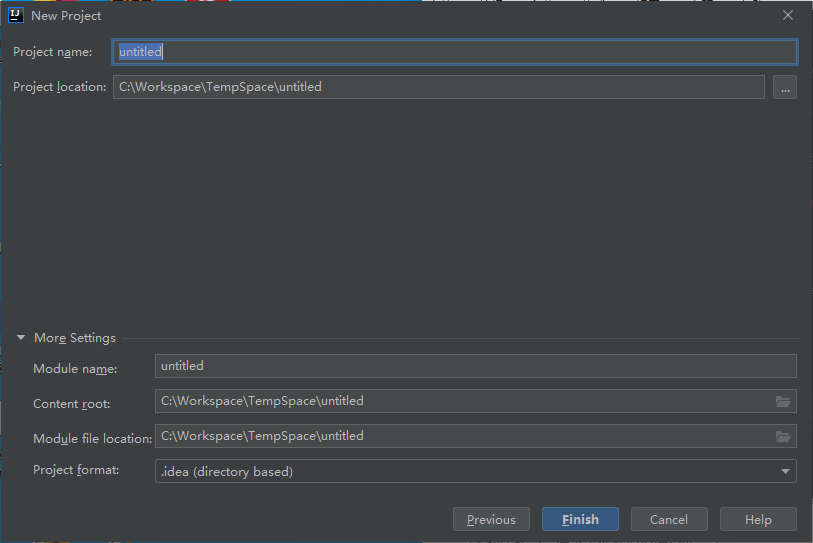 New Project
Project name: untitled
Project location: C:\Workspace\TempSpace\untitled ...
More Settings
Module name: untitled
Content root: C:\Workspace\TempSpace\untitled
Module file location: C:\Workspace\TempSpace\untitled
Project format: .idea (directory based)
Previous Finish Cancel Help